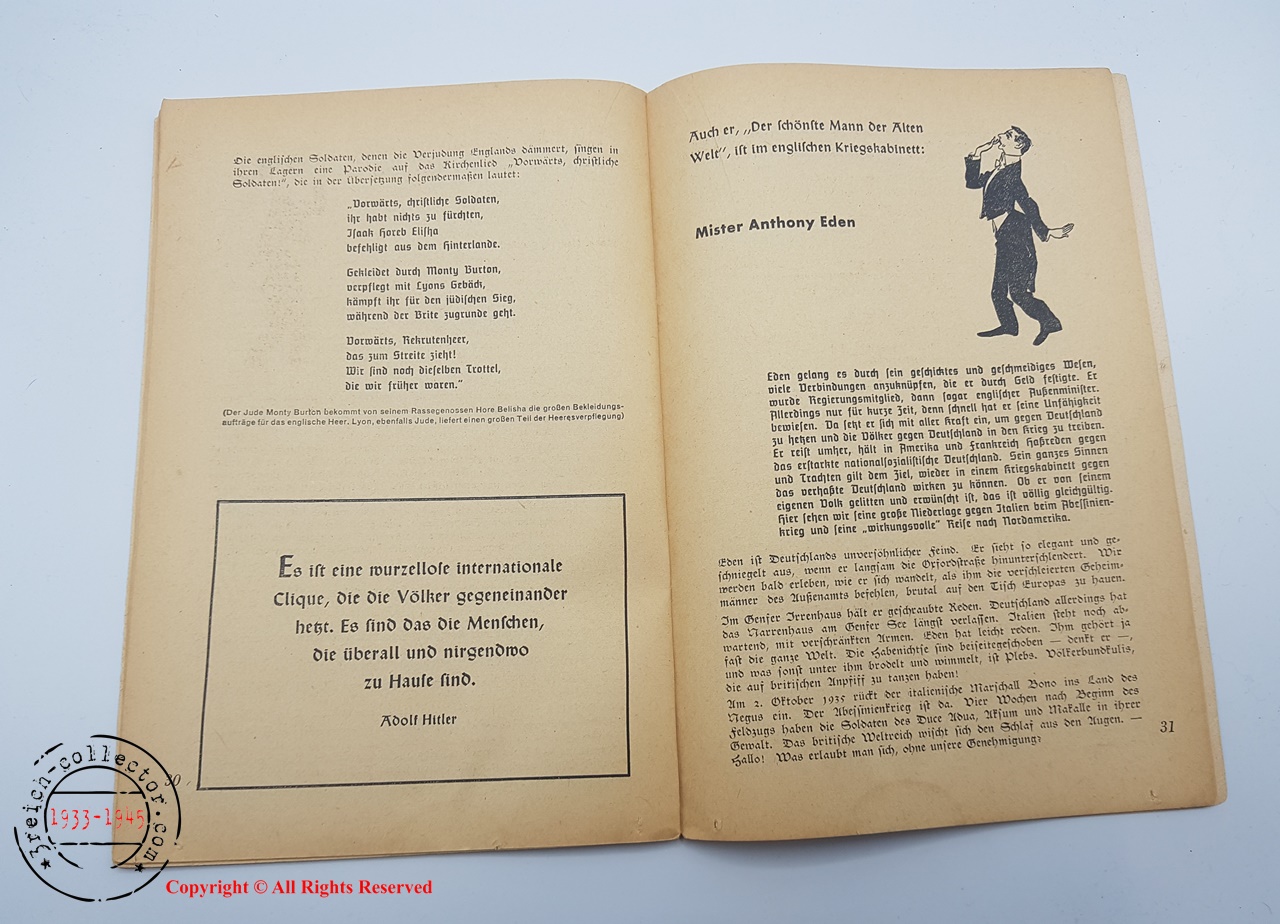 Die englischen Soldaten, denen die Verjudung Englands dämmert, singen in
ihren Lagern eine Parodie auf das Kirchenlied „Vorwärts, christliche
Soldaten!“, die in der Übersetzung folgendermaßen lautet:
„Vorwärts, christliche Soldaten,
ihr habt nichts zu fürchten,
Isaak Horeb Elisha
befehligt aus dem Hinterlande.
Gekleidet durch Monty Burton,
verpflegt mit Lyons Gebäck,
kämpft ihr für den jüdischen Sieg,
während der Brite zugrunde geht.
Vorwärts, Rekrutenheer,
das zum Streite zieht!
Wir sind noch dieselben Trottel,
die wir früher waren.“
(Der Jude Monty Burton bekommt von seinem Rassegenossen Hore Belisha die großen Bekleidungs-
aufträge für das englische Heer. Lyon, ebenfalls Jude, liefert einen großen Teil der Heeresverpflegung)
Es ist eine wurzellose internationale
Clique, die die Völker gegeneinander
hetzt. Es sind das die Menschen,
die überall und nirgendwo
zu Hause sind.
Adolf Hitler
30
Auch er, „Der schönste Mann der Alten
Welt“, ist im englischen Kriegskabinett:
Mister Anthony Eden
Eden gelang es durch sein geschicktes und geschmeidiges Wesen,
viele Verbindungen anzuknüpfen, die er durch Geld festigte. Er
wurde Regierungsmitglied, dann sogar englischer Außenminister.
Allerdings nur für kurze Zeit, denn schnell hat er seine Unfähigkeit
bewiesen. Da setzt er sich mit aller Kraft ein, um gegen Deutschland
zu hetzen und die Völker gegen Deutschland in den Krieg zu treiben.
Er reist umher, hält in Amerika und Frankreich Haßreden gegen
das erstarkte nationalsozialistische Deutschland. Sein ganzes Sinnen
und Trachten gilt dem Ziel, wieder in einem Kriegskabinett gegen
das verhaßte Deutschland wirken zu können. Ob er von seinem
eigenen Volk gelitten und erwünscht ist, das ist völlig gleichgültig.
Hier sehen wir seine große Niederlage gegen Italien beim Abessinien-
krieg und seine „wirkungsvolle“ Reise nach Nordamerika.
Eden ist Deutschlands unversöhnlicher Feind. Er sieht so elegant und ge-
schniegelt aus, wenn er langsam die Oxfordstraße hinunterschlendert. Wir
werden bald erleben, wie er sich wandelt, als ihm die verschleierten Geheim-
männer des Außenamts befehlen, brutal auf den Tisch Europas zu hauen.
Im Genfer Irrenhaus hält er geschraubte Reden. Deutschland allerdings hat
das Narrenhaus am Genfer See längst verlassen. Italien steht noch ab-
wartend, mit verschränkten Armen. Eden hat leicht reden. Ihm gehört ja
fast die ganze Welt. Die Habenichtse sind beiseitegeschoben — denkt er —,
und was sonst unter ihm brodelt und wimmelt, ist Plebs. Völkerbundkulis,
die auf britischen Anpfiff zu tanzen haben!
Am 2. Oktober 1935 rückt der italienische Marschall Bono ins Land des
Negus ein. Der Abessinienkrieg ist da. Vier Wochen nach Beginn des
Feldzugs haben die Soldaten des Duce Adua, Aksum und Makalle in ihrer
Gewalt. Das britische Weltreich wischt sich den Schlaf aus den Augen. —
Hallo! Was erlaubt man sich, ohne unsere Genehmigung?
31
3reich-collector.com
1933-1945
Copyright © All Rights Reserved